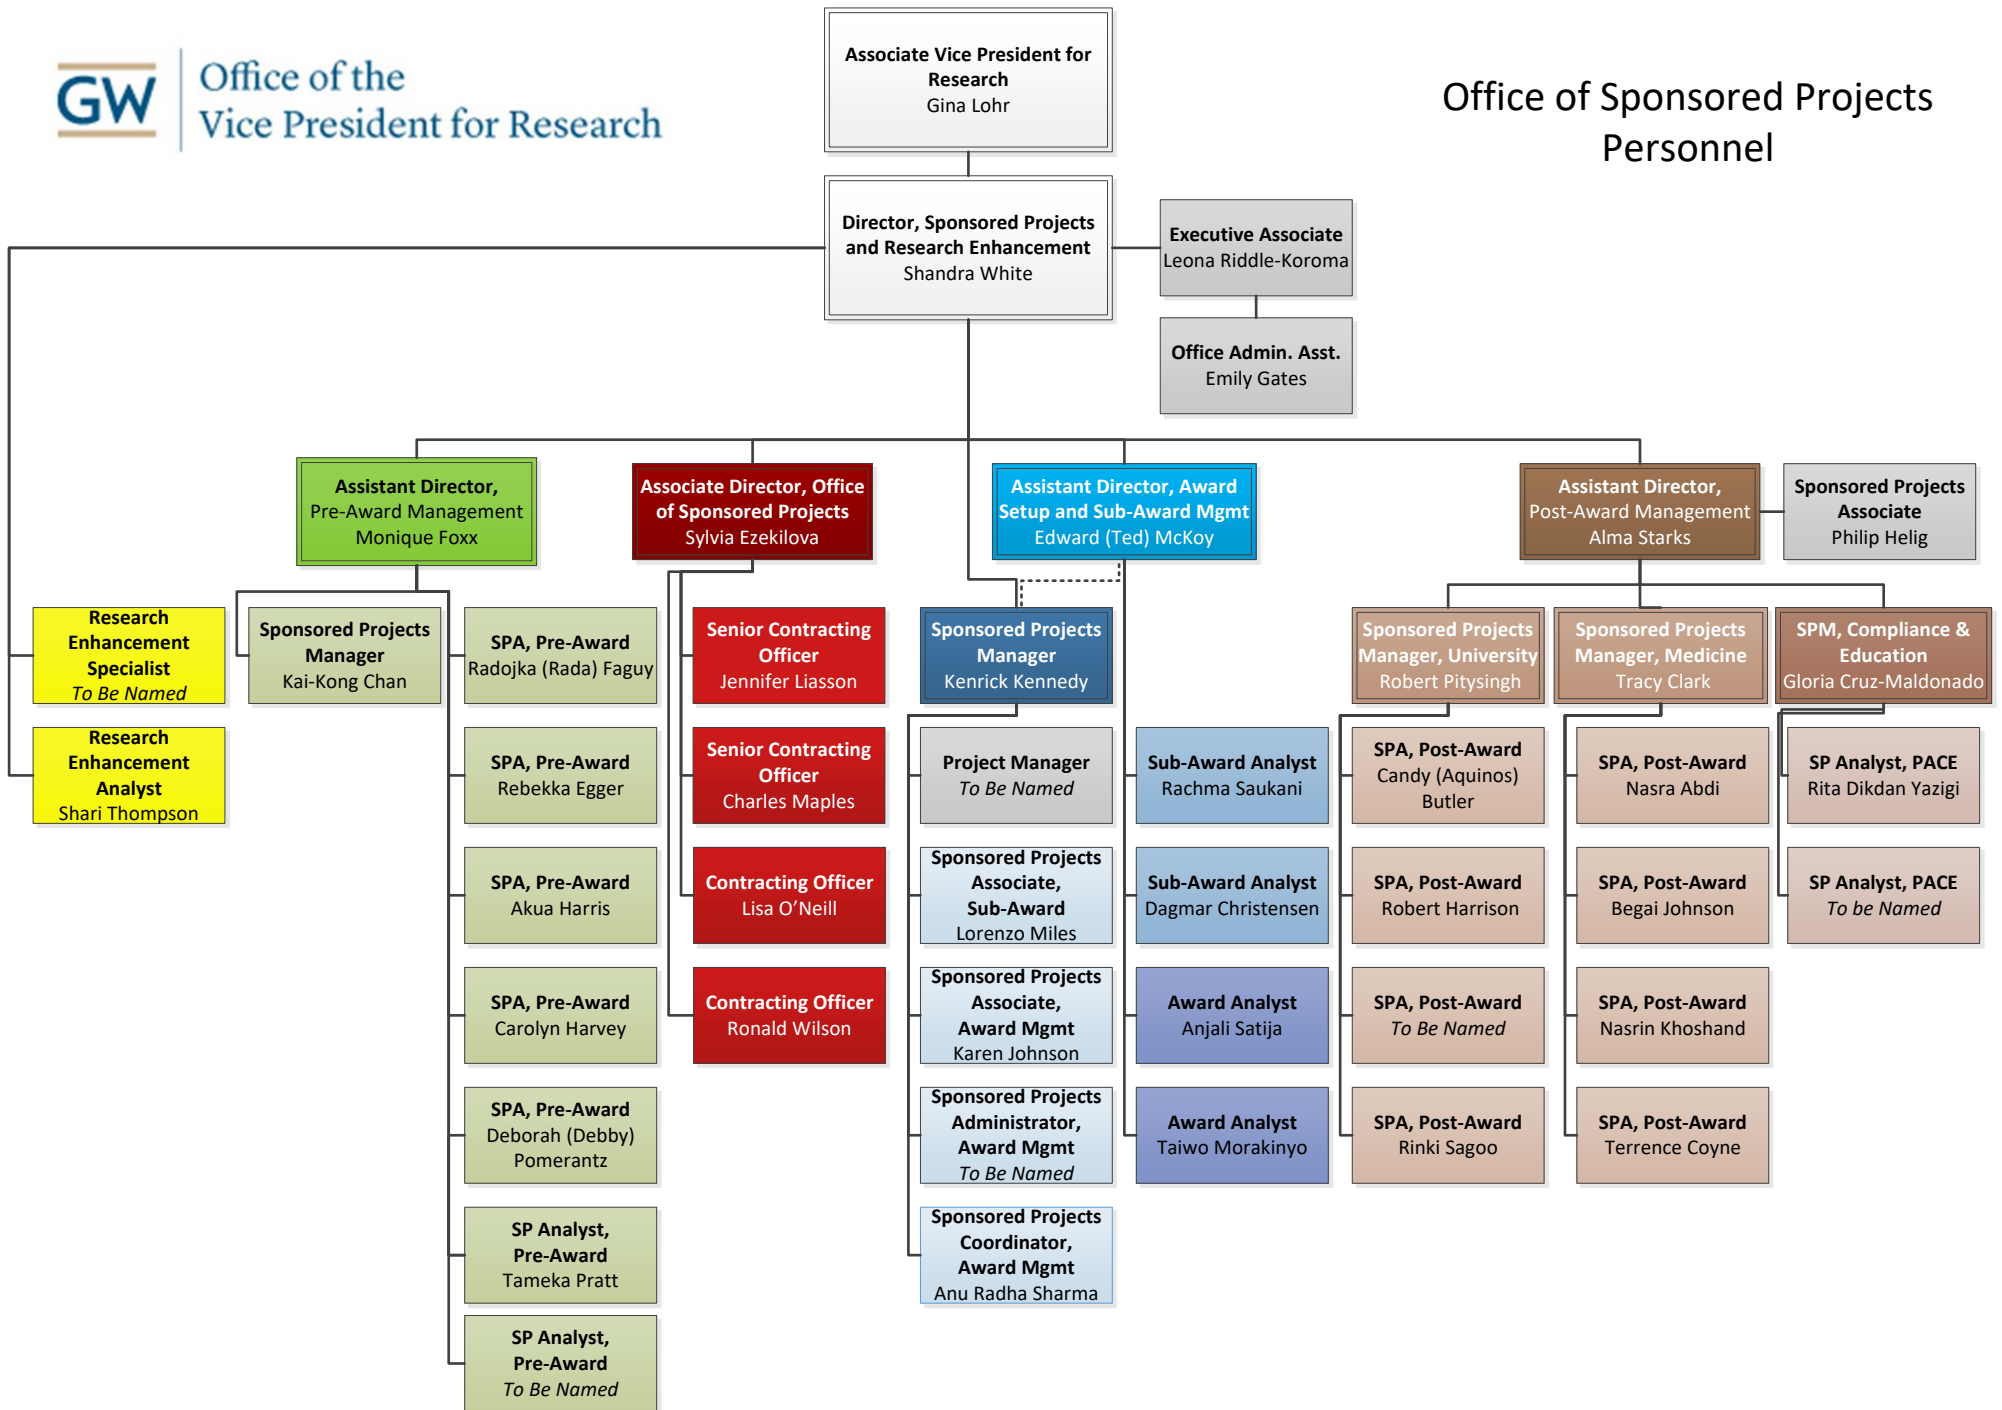 GW
Office of the
Vice President for Research
Office of Sponsored Projects
Personnel
Associate Vice President for
Research
Gina Lohr
Director, Sponsored Projects
and Research Enhancement
Shandra White
Executive Associate
Leona Riddle-Koroma
Office Admin. Asst.
Emily Gates
Assistant Director,
Pre-Award Management
Monique Foxx
Associate Director, Office
of Sponsored Projects
Sylvia Ezekilova
Assistant Director, Award
Setup and Sub-Award Mgmt
Edward (Ted) McKoy
Assistant Director,
Post-Award Management
Alma Starks
Sponsored Projects
Associate
Philip Helig
Research
Enhancement
Specialist
To Be Named
Research
Enhancement
Analyst
Shari Thompson
Sponsored Projects
Manager
Kai-Kong Chan
SPA, Pre-Award
Radojka (Rada) Faguy
SPA, Pre-Award
Rebekka Egger
SPA, Pre-Award
Akua Harris
SPA, Pre-Award
Carolyn Harvey
SPA, Pre-Award
Deborah (Debby)
Pomerantz
SP Analyst,
Pre-Award
Tameka Pratt
SP Analyst,
Pre-Award
To Be Named
Senior Contracting
Officer
Jennifer Liasson
Senior Contracting
Officer
Charles Maples
Contracting Officer
Lisa O’Neill
Contracting Officer
Ronald Wilson
Sponsored Projects
Manager
Kenrick Kennedy
Project Manager
To Be Named
Sponsored Projects
Associate,
Sub-Award
Lorenzo Miles
Sponsored Projects
Associate,
Award Mgmt
Karen Johnson
Sponsored Projects
Administrator,
Award Mgmt
To Be Named
Sponsored Projects
Coordinator,
Award Mgmt
Anu Radha Sharma
Sub-Award Analyst
Rachma Saukani
Sub-Award Analyst
Dagmar Christensen
Award Analyst
Anjali Satija
Award Analyst
Taiwo Morakinyo
Sponsored Projects
Manager, University
Robert Pitysingh
SPA, Post-Award
Candy (Aquinos)
Butler
SPA, Post-Award
Robert Harrison
SPA, Post-Award
To Be Named
SPA, Post-Award
Rinki Sagoo
Sponsored Projects
Manager, Medicine
Tracy Clark
SPA, Post-Award
Nasra Abdi
SPA, Post-Award
Begai Johnson
SPA, Post-Award
Nasrin Khoshand
SPA, Post-Award
Terrence Coyne
SPM, Compliance &
Education
Gloria Cruz-Maldonado
SP Analyst, PACE
Rita Dikdan Yazigi
SP Analyst, PACE
To be Named